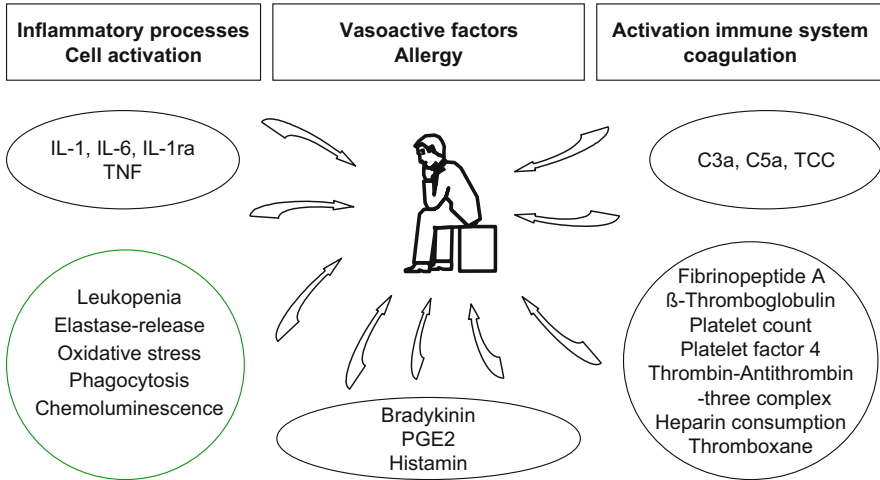 Inflammatory processes
Cell activation
Vasoactive factors
Allergy
Activation immune system
coagulation
IL-1, IL-6, IL-1ra
TNF
C3a, C5a, TCC
Leukopenia
Elastase-release
Oxidative stress
Phagocytosis
Chemoluminescence
Bradykinin
PGE2
Histamin
Fibrinopeptide A
ß-Thromboglobulin
Platelet count
Platelet factor 4
Thrombin-Antithrombin
-three complex
Heparin consumption
Thromboxane